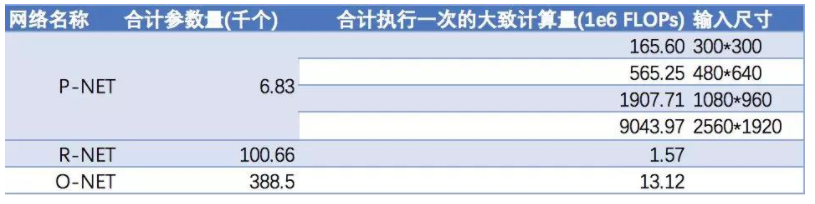 网络名称 合计参数量(千个) 合计执行一次的大致计算量(1e6 FLOPs) 输入尺寸
165.60 300*300
565.25 480*640
P-NET 6.83
1907.71 1080*960
9043.97 2560*1920
R-NET 100.66 1.57
O-NET 388.5 13.12